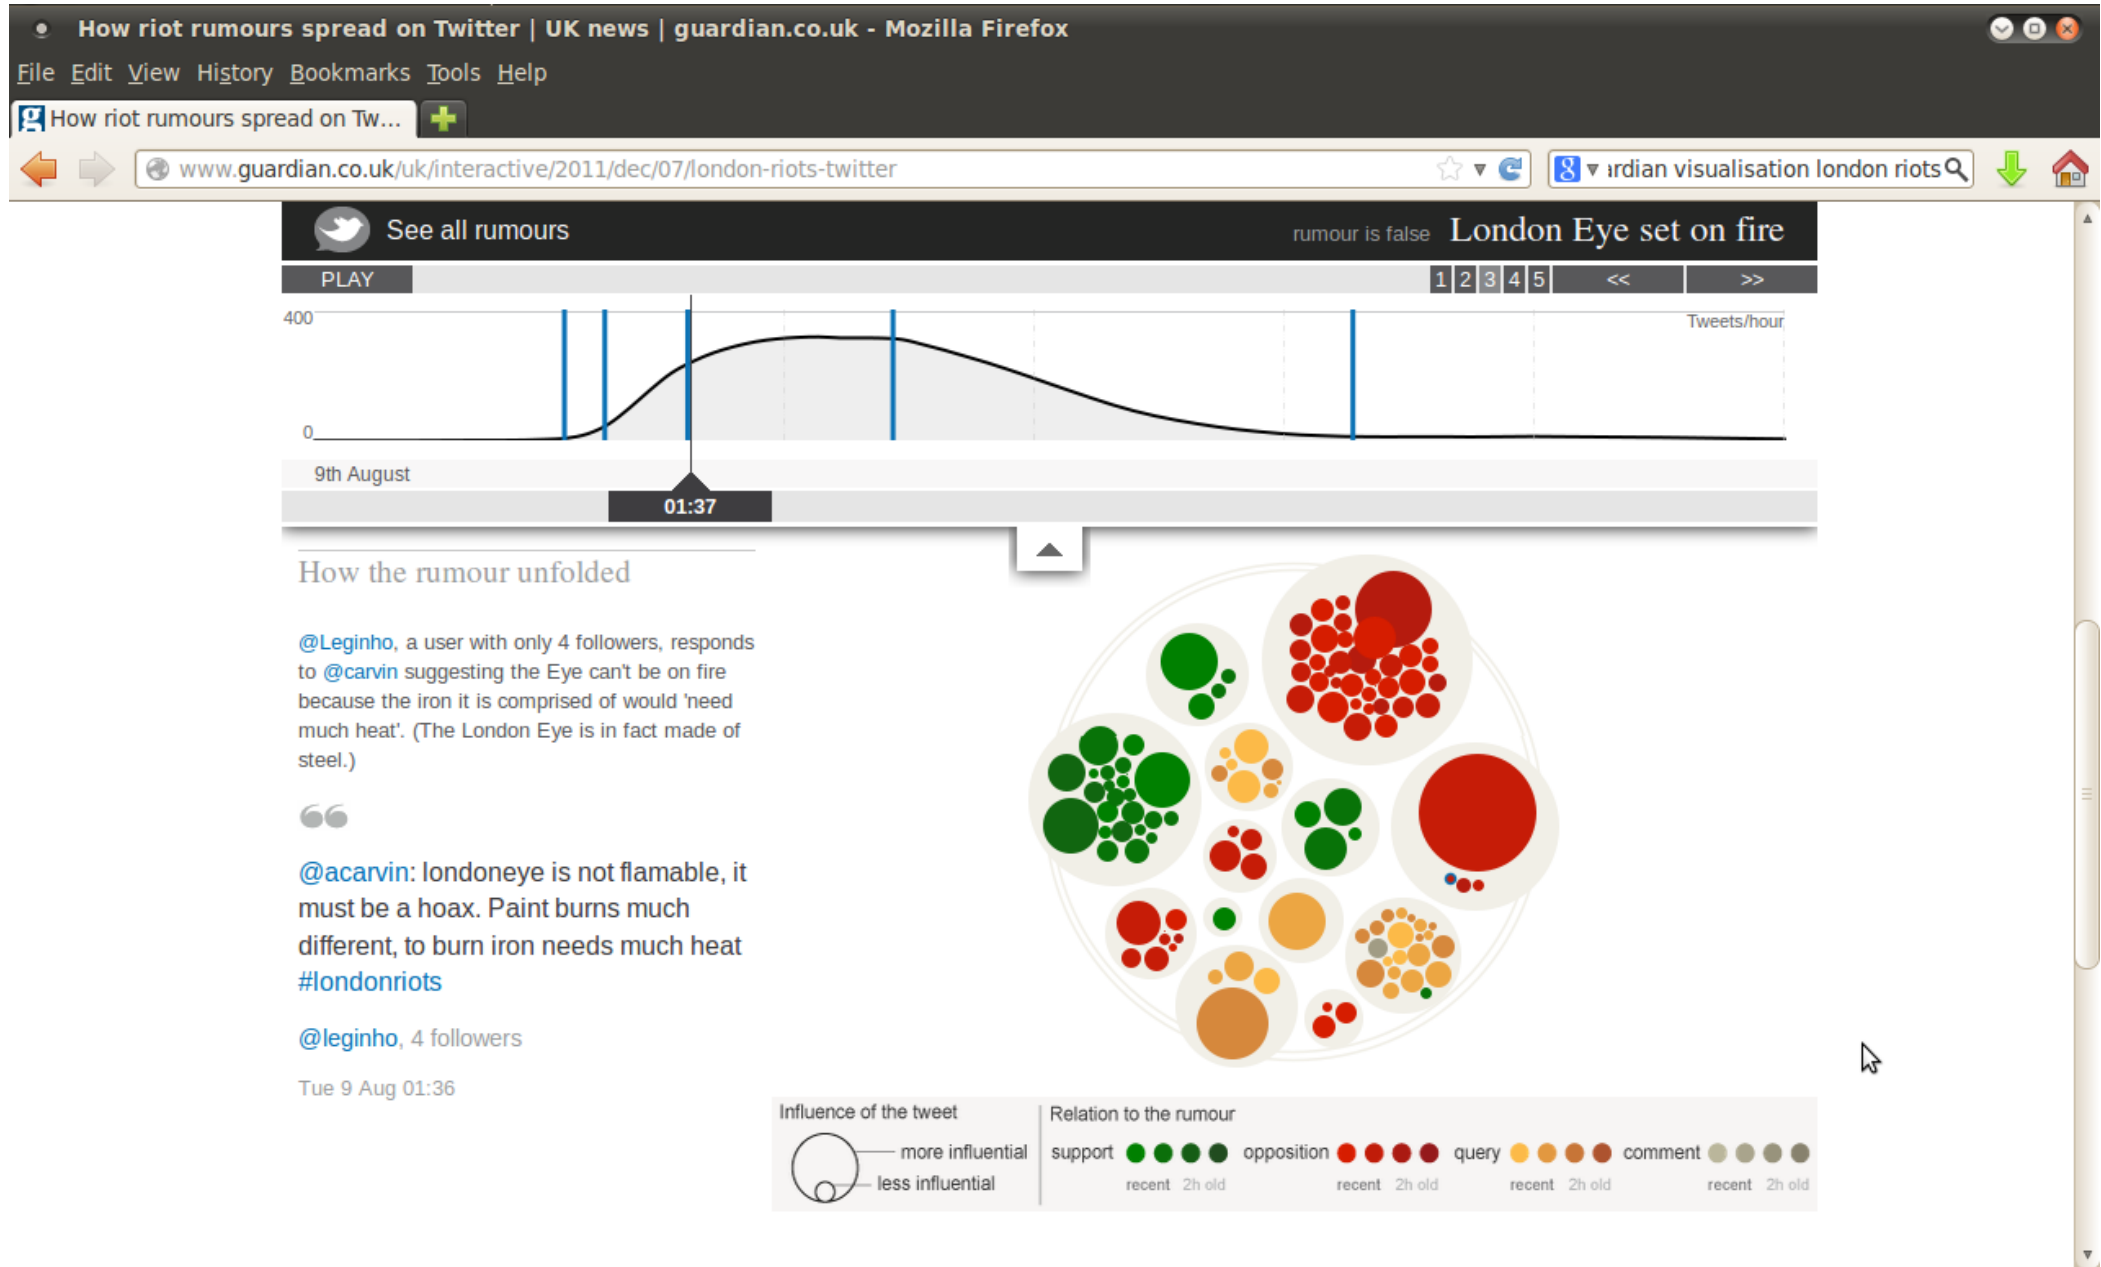 How riot rumours spread on Twitter | UK news | guardian.co.uk - Mozilla Firefox
File Edit View History Bookmarks Tools Help
g How riot rumours spread on Tw...
www.guardian.co.uk/uk/interactive/2011/dec/07/london-riots-twitter
8 ardian visualisation london riots
See all rumours
rumour is false London Eye set on fire
PLAY
1 2 3 4 5 << >>
400
Tweets/hour
0
9th August
01:37
How the rumour unfolded
@Leginho, a user with only 4 followers, responds
to @carvin suggesting the Eye can't be on fire
because the iron it is comprised of would 'need
much heat'. (The London Eye is in fact made of
steel.)
@acarvin: londoneye is not flamable, it
must be a hoax. Paint burns much
different, to burn iron needs much heat
#londonriots
@leginho, 4 followers
Tue 9 Aug 01:36
Influence of the tweet
more influential
less influential
Relation to the rumour
support opposition query comment
recent 2h old recent 2h old recent 2h old recent 2h old